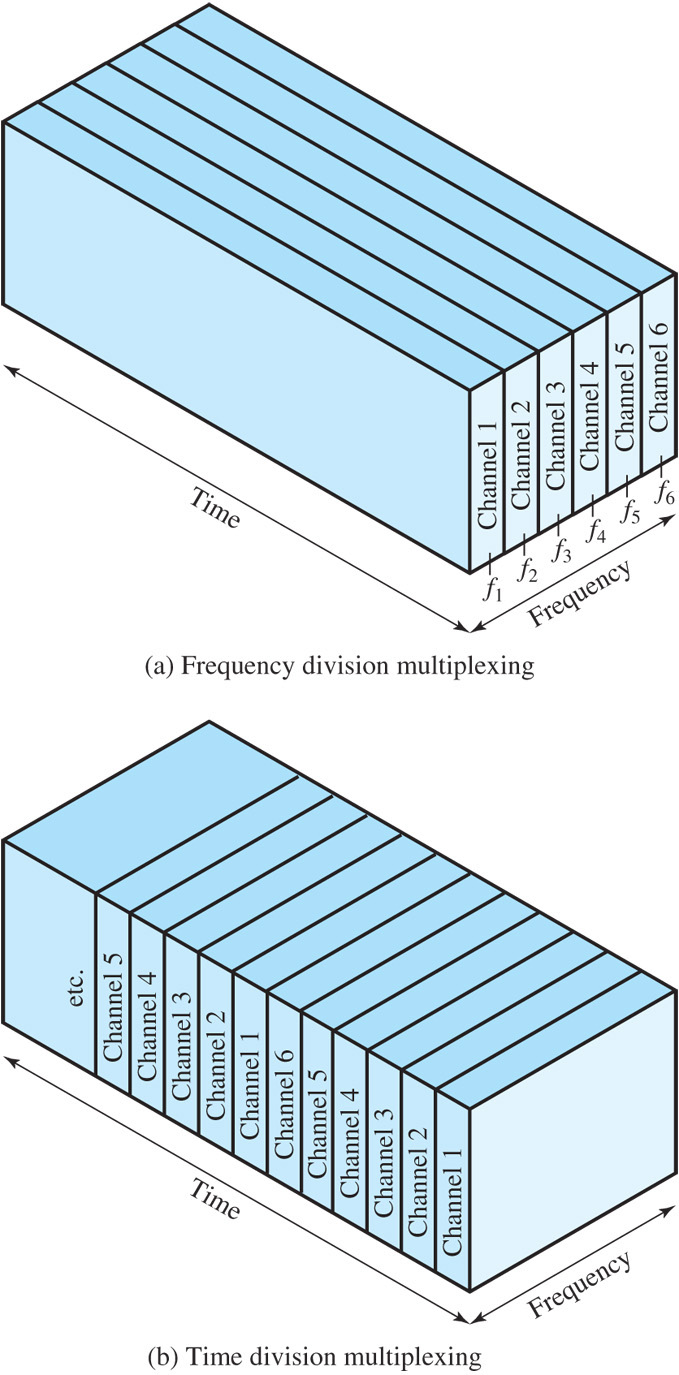 Channel 1
Channel 2
Channel 3
Channel 4
Channel 5
Channel 6
f1
f2
f3
f4
f5
f6
Time
Frequency
(a) Frequency division multiplexing
etc.
Channel 5
Channel 4
Channel 3
Channel 2
Channel 1
Channel 6
Channel 5
Channel 4
Channel 3
Channel 2
Channel 1
Time
Frequency
(b) Time division multiplexing